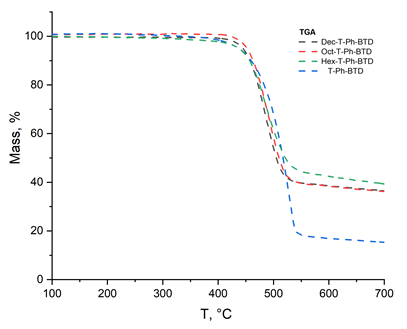 TGA
Dec-T-Ph-BTD
Oct-T-Ph-BTD
Hex-T-Ph-BTD
T-Ph-BTD
Mass, %
100
80
60
40
20
0
100 200 300 400 500 600 700
T, °C